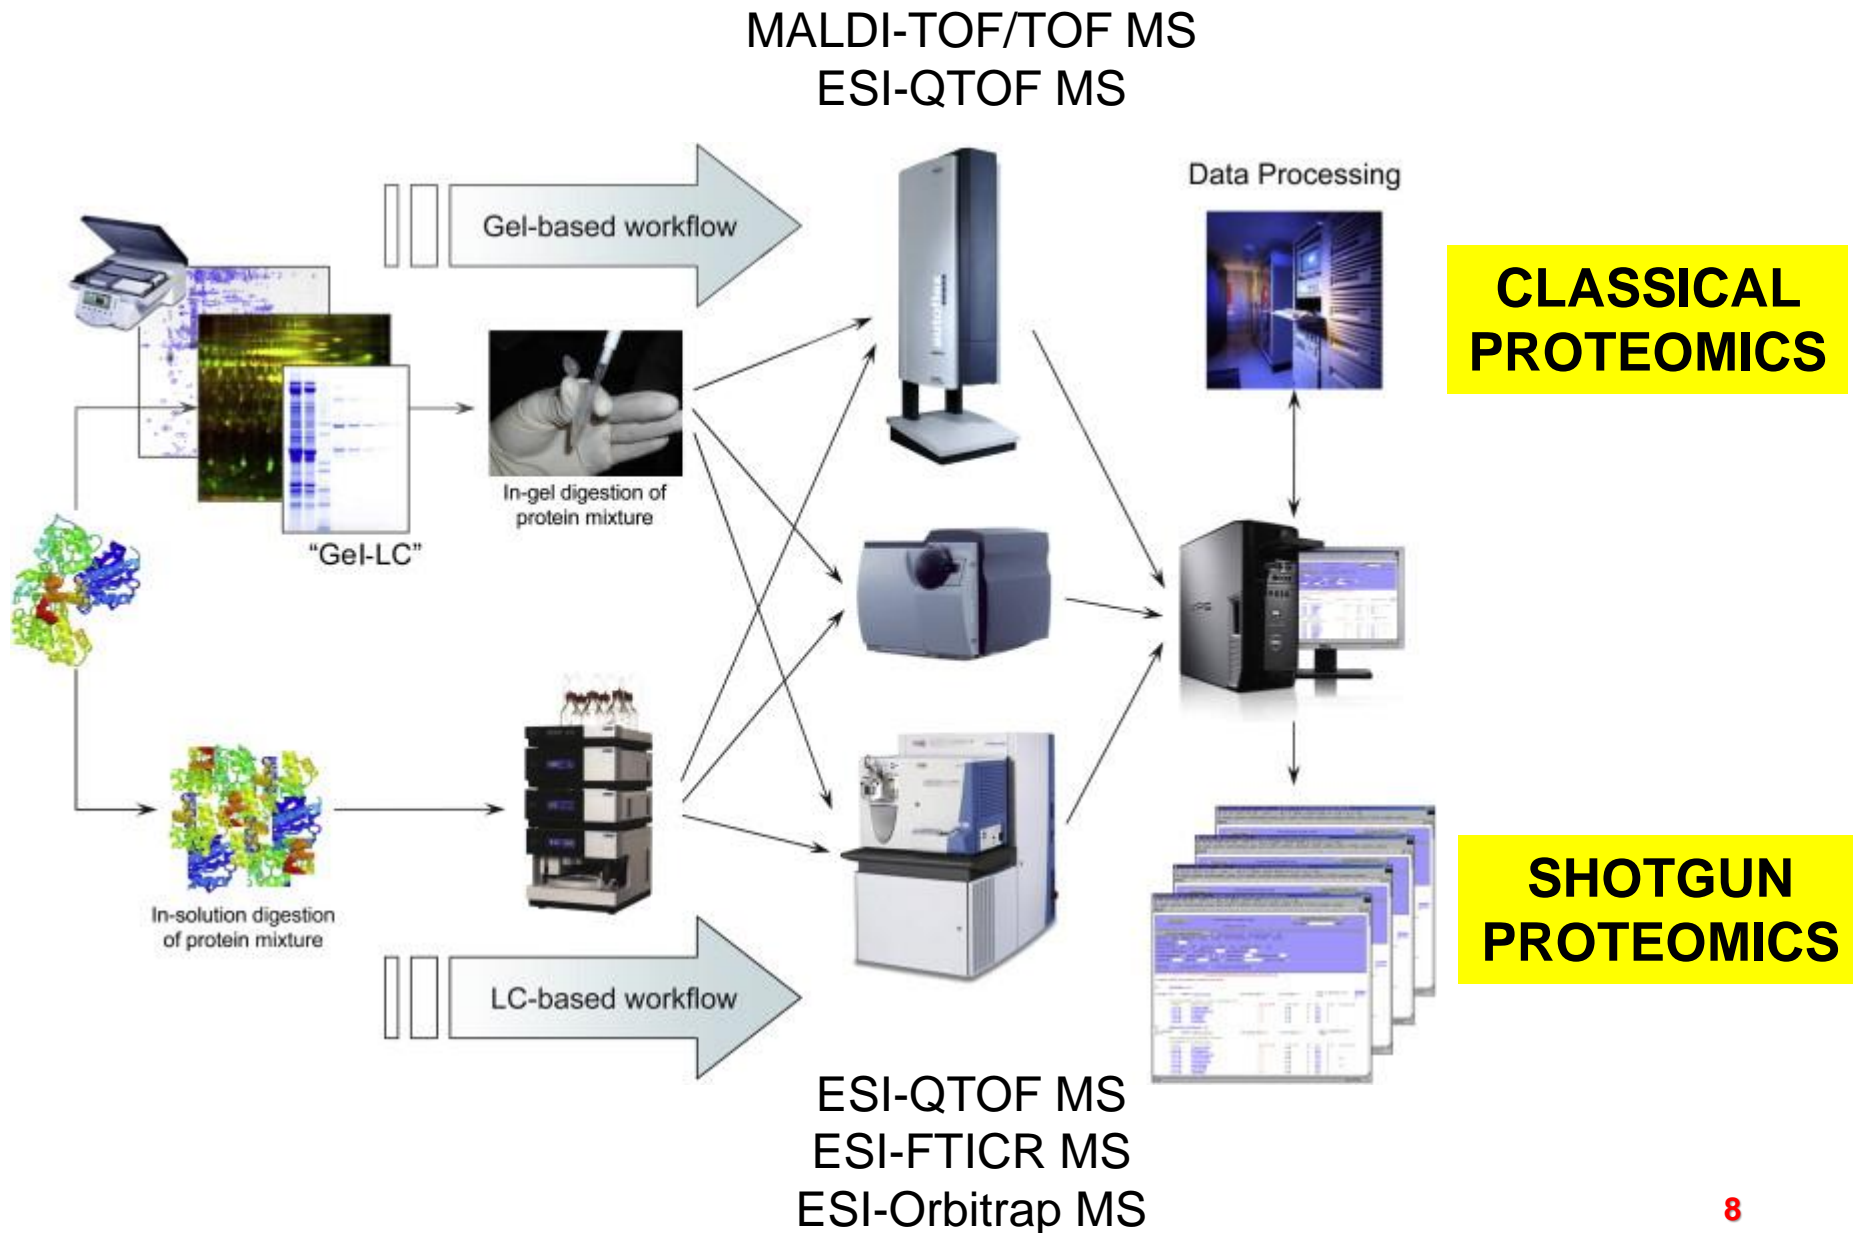 MALDI-TOF/TOF MS
ESI-QTOF MS
Gel-based workflow
Data Processing
CLASSICAL
PROTEOMICS
In-gel digestion of
protein mixture
“Gel-LC”
In-solution digestion
of protein mixture
LC-based workflow
SHOTGUN
PROTEOMICS
ESI-QTOF MS
ESI-FTICR MS
ESI-Orbitrap MS
8